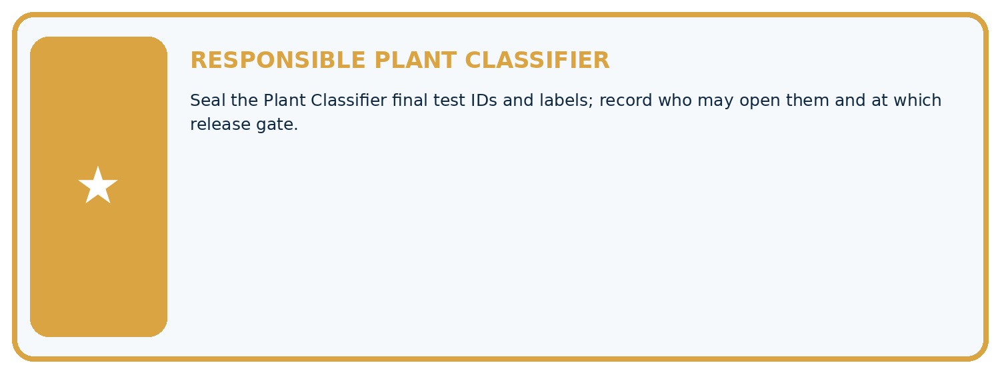 RESPONSIBLE PLANT CLASSIFIER
Seal the Plant Classifier final test IDs and labels; record who may open them and at which
release gate.